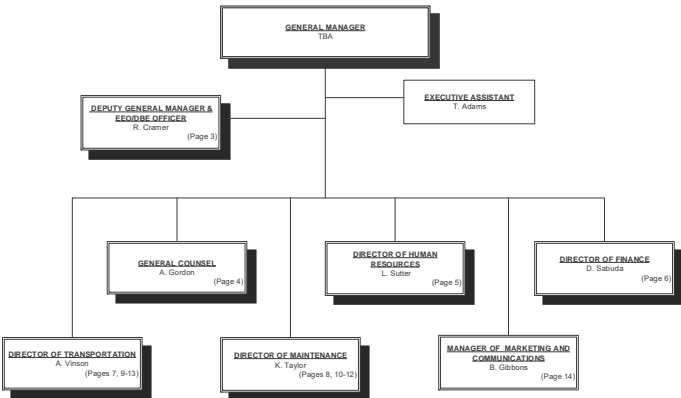 GENERAL MANAGER
TBA
EXECUTIVE ASSISTANT
T. Adams
DEPUTY GENERAL MANAGER &
EEO/DBE OFFICER
R. Cramer
(Page 3)
GENERAL COUNSEL
A. Gordon
(Page 4)
DIRECTOR OF HUMAN
RESOURCES
L. Sutter
(Page 5)
DIRECTOR OF FINANCE
D. Sabuda
(Page 6)
DIRECTOR OF TRANSPORTATION
A. Vinson
(Pages 7, 9-13)
DIRECTOR OF MAINTENANCE
K. Taylor
(Pages 8, 10-12)
MANAGER OF MARKETING AND
COMMUNICATIONS
B. Gibbons
(Page 14)